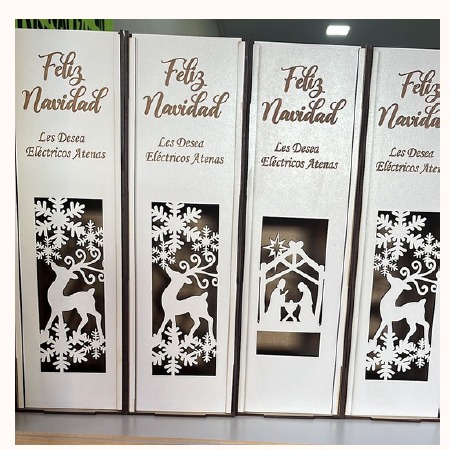 Feliz
Navidad
Les Desea
Eléctricos Atenas
Feliz
Navidad
Les Desea
Eléctricos Atenas
Feliz
Navidad
Les Desea
Eléctricos Atenas
Feliz
Les Desea
Eléctricos